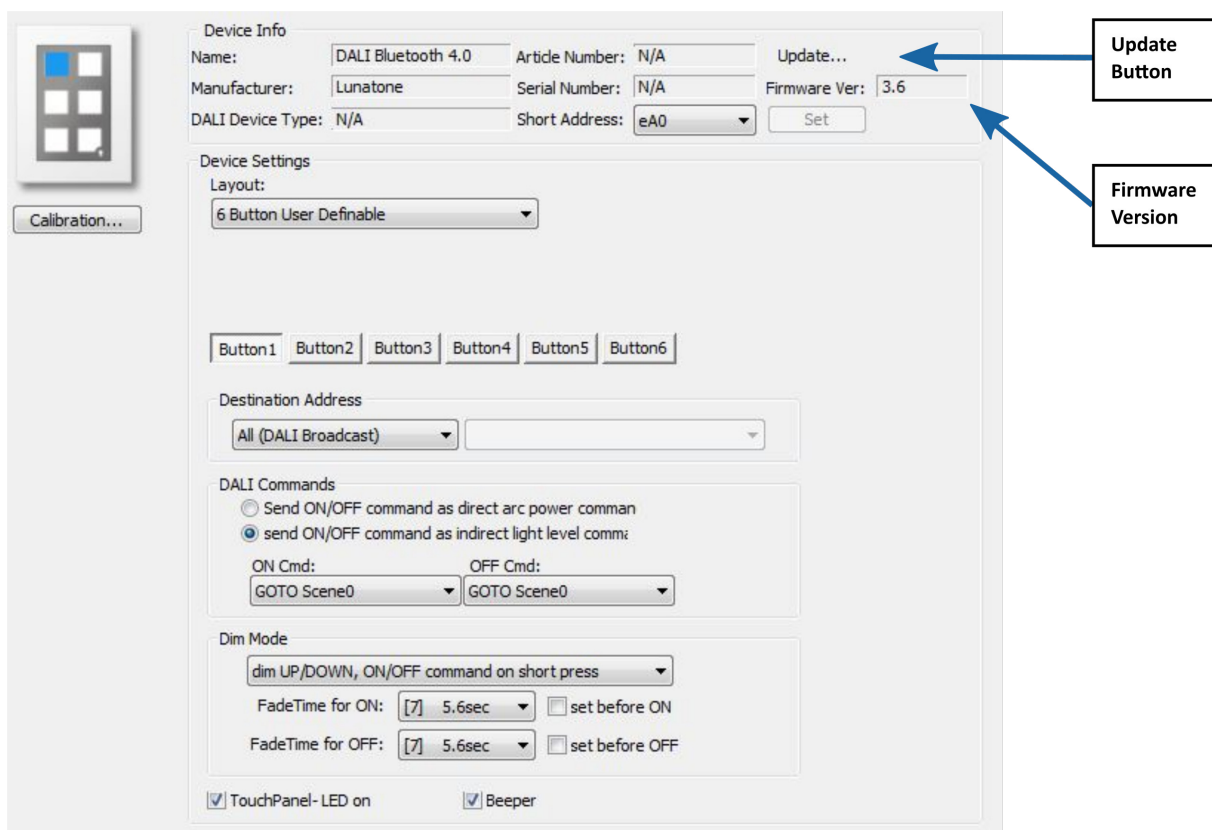 Device Info
Name: DALI Bluetooth 4.0 Article Number: N/A Update...
Manufacturer: Lunatone Serial Number: N/A Firmware Ver: 3.6
DALI Device Type: N/A Short Address: eA0 Set
Update
Button
Firmware
Version
Calibration...
Device Settings
Layout:
6 Button User Definable
Button1 Button2 Button3 Button4 Button5 Button6
Destination Address
All (DALI Broadcast)
DALI Commands
Send ON/OFF command as direct arc power comman
send ON/OFF command as indirect light level comma
ON Cmd: OFF Cmd:
GOTO Scene0 GOTO Scene0
Dim Mode
dim UP/DOWN, ON/OFF command on short press
FadeTime for ON: [7] 5.6sec set before ON
FadeTime for OFF: [7] 5.6sec set before OFF
TouchPanel-LED on Beeper